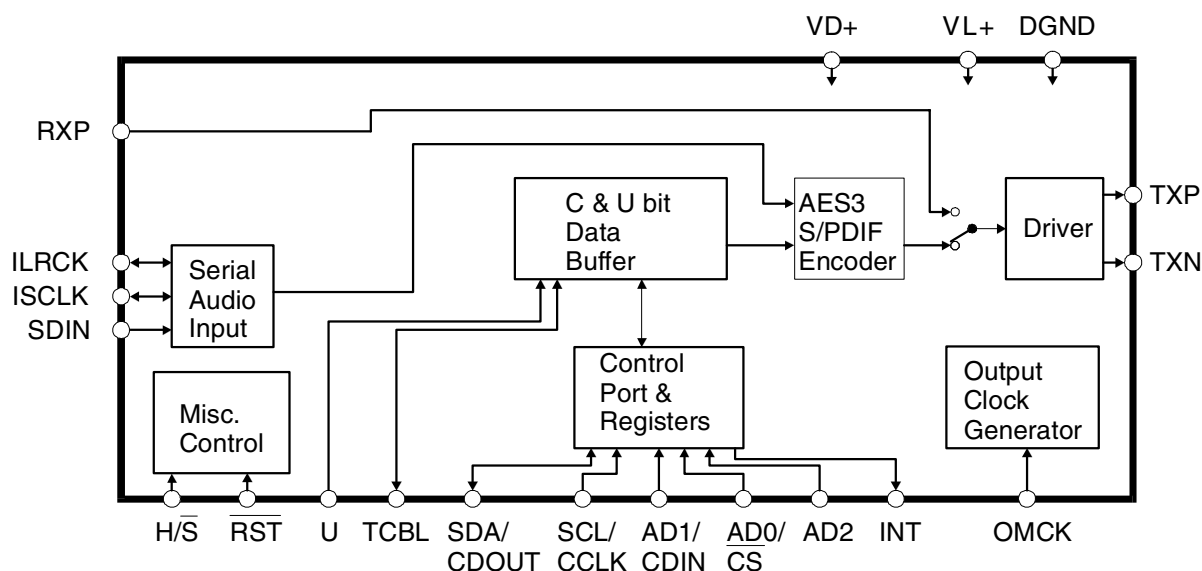 VD+ VL+ DGND
RXP
C & U bit
Data
Buffer
AES3
S/PDIF
Encoder
Driver
TXP
TXN
ILRCK
ISCLK
SDIN
Serial
Audio
Input
Misc.
Control
Control
Port &
Registers
Output
Clock
Generator
H/S̅ R̅S̅T̅ U TCBL SDA/ SCL/ AD1/ AD0/ AD2 INT OMCK
CDOUT CCLK CDIN C̅S̅